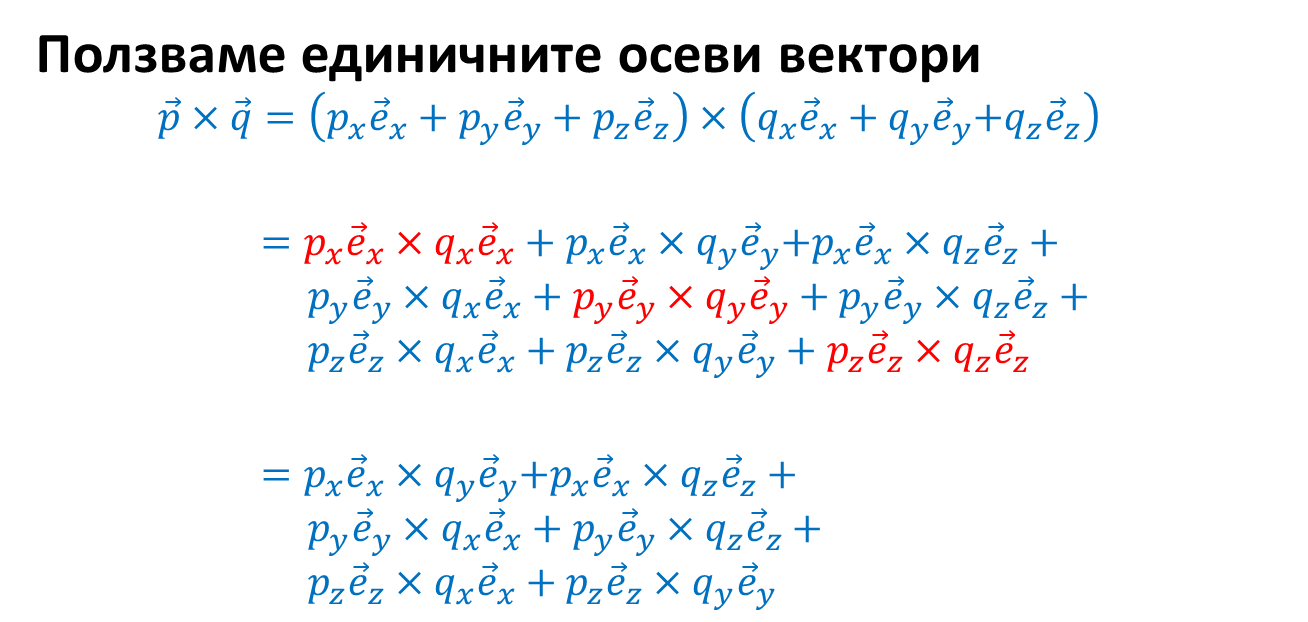 Ползваме единичните осеви вектори
p⃗ × q⃗ = (pₓe⃗ₓ + p_y e⃗_y + p_z e⃗_z) × (qₓe⃗ₓ + q_y e⃗_y+q_z e⃗_z)
= pₓe⃗ₓ × qₓe⃗ₓ + pₓe⃗ₓ × q_y e⃗_y+pₓe⃗ₓ × q_z e⃗_z +
p_y e⃗_y × qₓe⃗ₓ + p_y e⃗_y × q_y e⃗_y + p_y e⃗_y × q_z e⃗_z +
p_z e⃗_z × qₓe⃗ₓ + p_z e⃗_z × q_y e⃗_y + p_z e⃗_z × q_z e⃗_z
= pₓe⃗ₓ × q_y e⃗_y+pₓe⃗ₓ × q_z e⃗_z +
p_y e⃗_y × qₓe⃗ₓ + p_y e⃗_y × q_z e⃗_z +
p_z e⃗_z × qₓe⃗ₓ + p_z e⃗_z × q_y e⃗_y